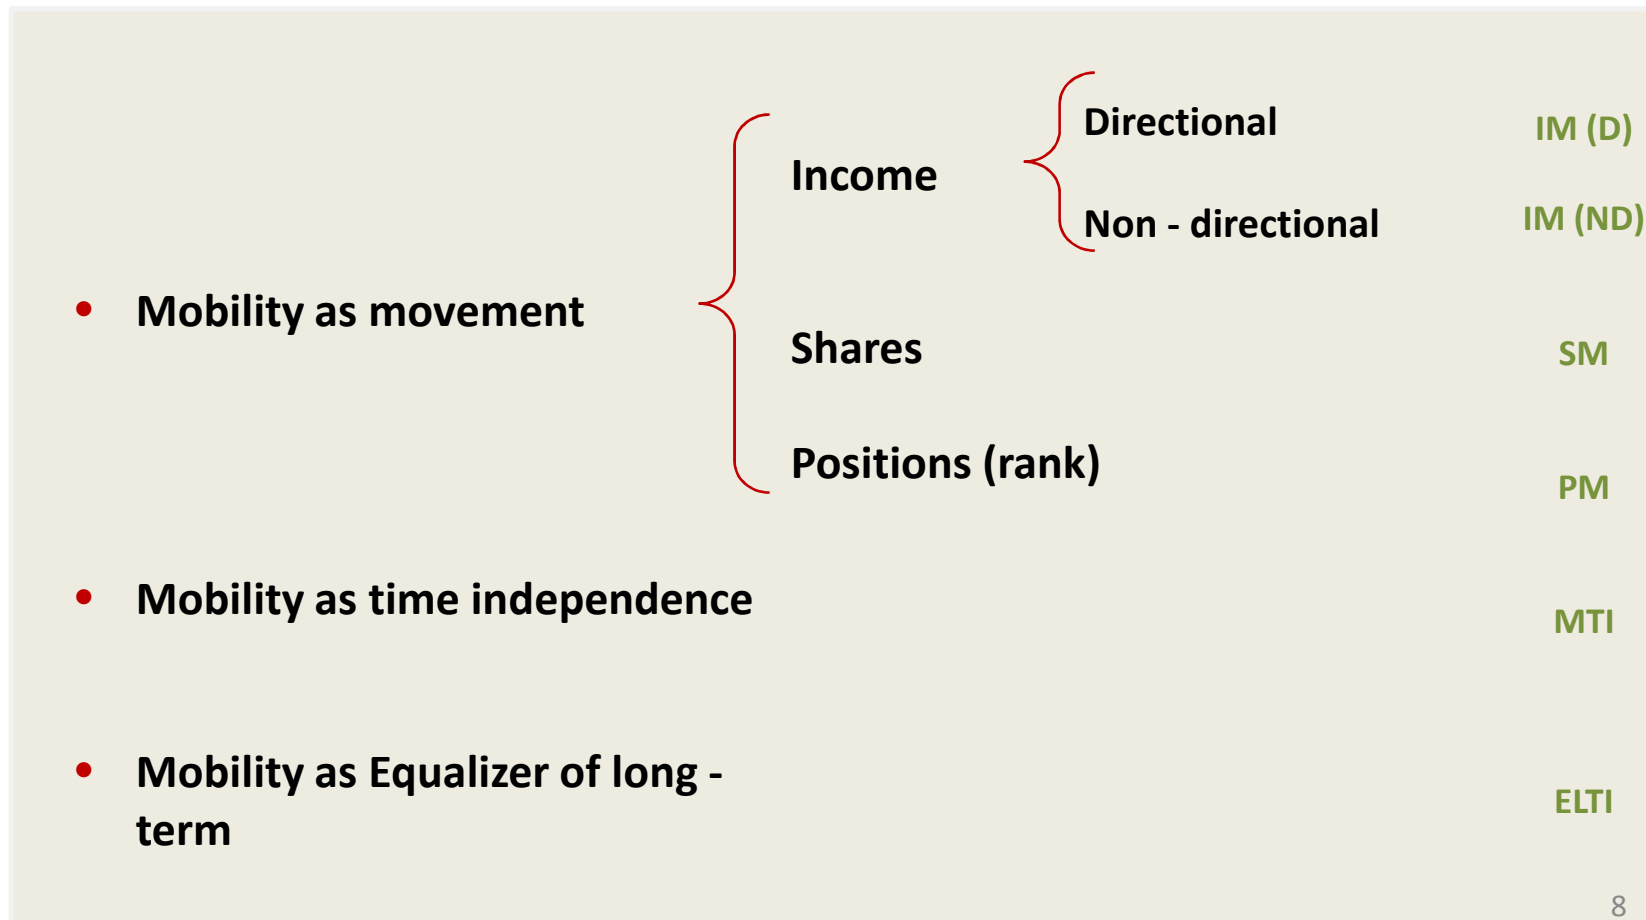 Directional IM (D)
Income
Non - directional IM (ND)
• Mobility as movement
Shares SM
Positions (rank) PM
• Mobility as time independence MTI
• Mobility as Equalizer of long -
term
ELTI
8